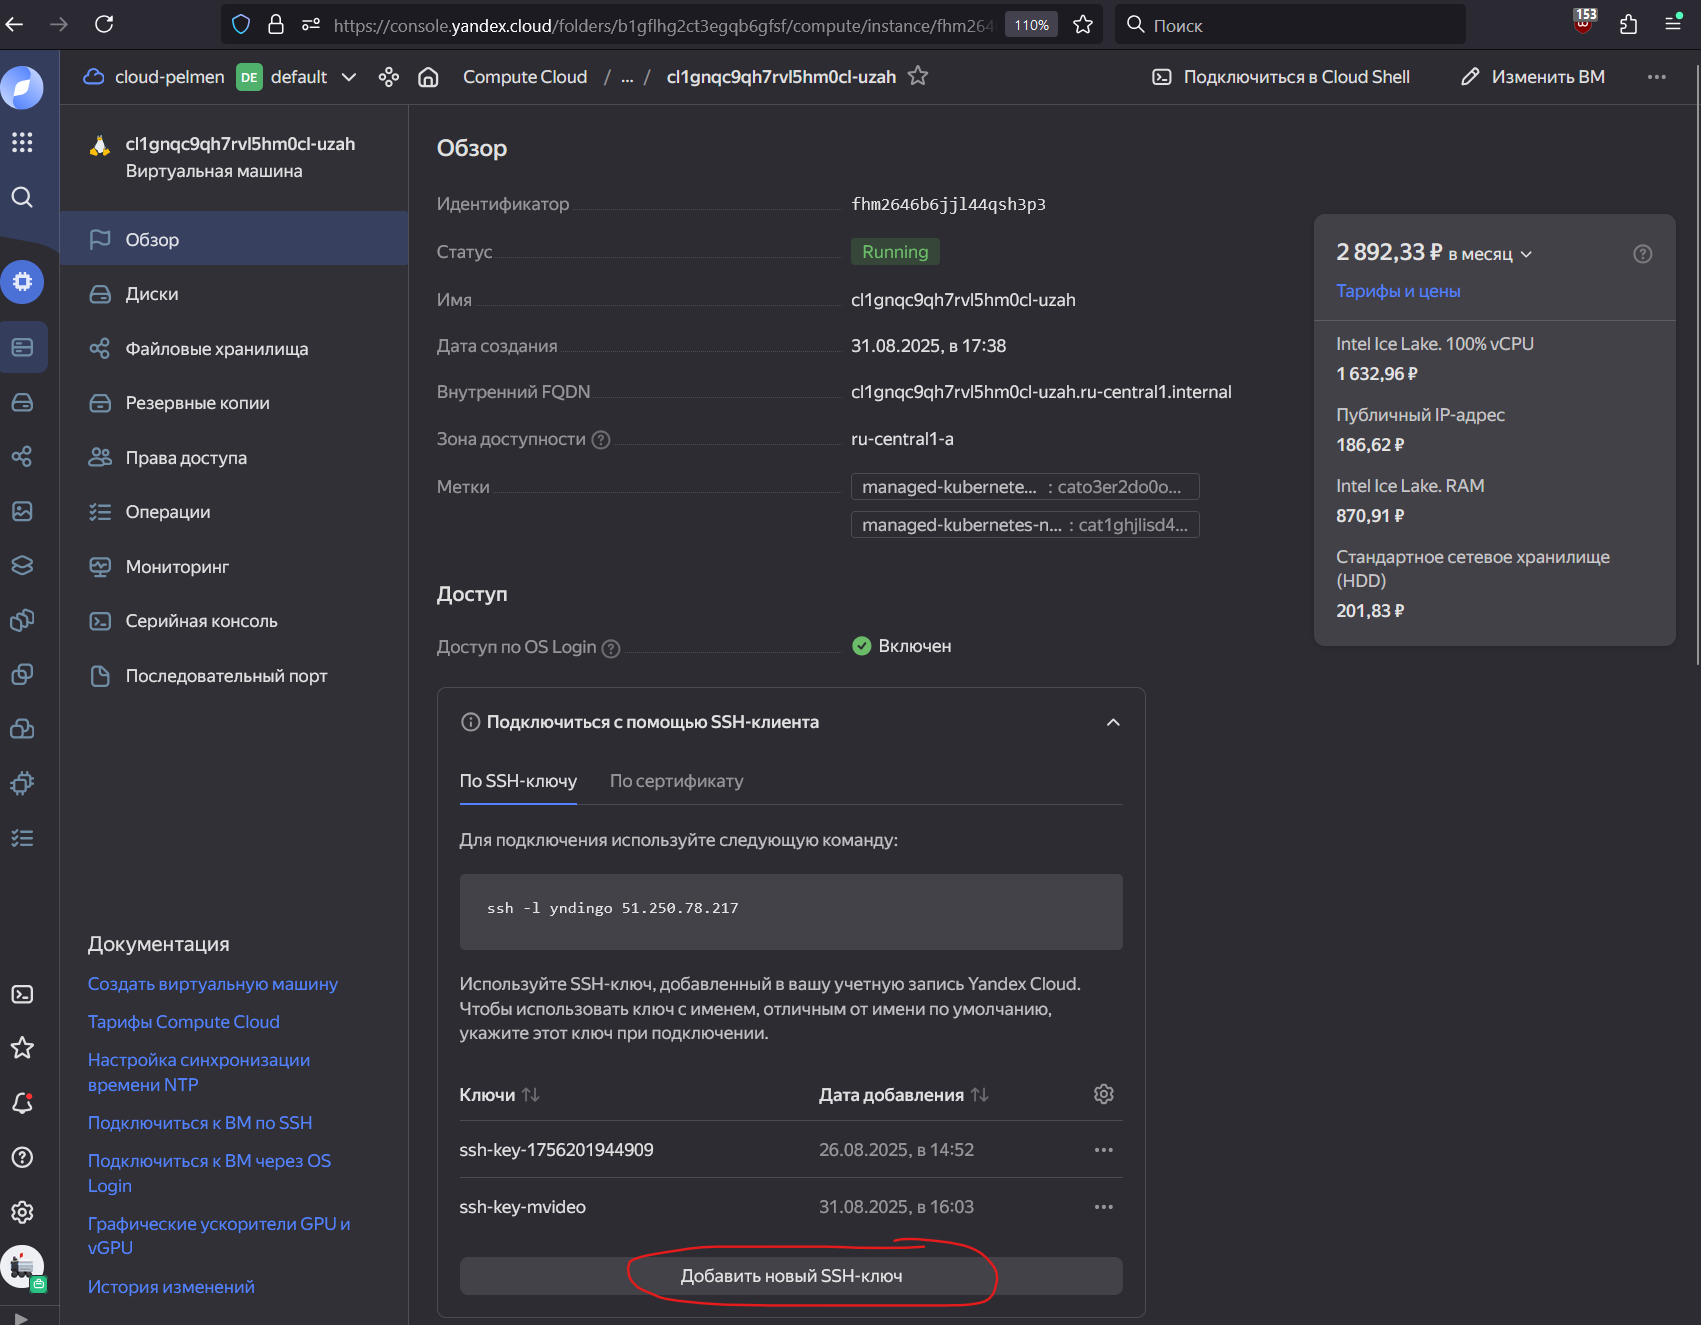 https://console.yandex.cloud/folders/b1gflhg2ct3egqb6gfsf/compute/instance/fhm264
110%
Поиск
153
cloud-pelmen
DE
default
Compute Cloud
/
...
/
cl1gnqc9qh7rvl5hm0cl-uzah
Подключиться в Cloud Shell
Изменить ВМ
cl1gnqc9qh7rvl5hm0cl-uzah
Виртуальная машина
Обзор
Диски
Файловые хранилища
Резервные копии
Права доступа
Операции
Мониторинг
Серийная консоль
Последовательный порт
Документация
Создать виртуальную машину
Тарифы Compute Cloud
Настройка синхронизации
времени NTP
Подключиться к ВМ по SSH
Подключиться к ВМ через OS
Login
Графические ускорители GPU и
vGPU
История изменений
Обзор
Идентификатор fhm2646b6jjl44qsh3p3
Статус Running
Имя cl1gnqc9qh7rvl5hm0cl-uzah
Дата создания 31.08.2025, в 17:38
Внутренний FQDN cl1gnqc9qh7rvl5hm0cl-uzah.ru-central1.internal
Зона доступности ru-central1-a
Метки managed-kubernete... : cato3er2do0o...
managed-kubernetes-n... : cat1ghjlisd4...
Доступ
Доступ по OS Login Включен
Подключиться с помощью SSH-клиента
По SSH-ключу По сертификату
Для подключения используйте следующую команду:
ssh -l yndingo 51.250.78.217
Используйте SSH-ключ, добавленный в вашу учетную запись Yandex Cloud.
Чтобы использовать ключ с именем, отличным от имени по умолчанию,
укажите этот ключ при подключении.
Ключи Дата добавления
ssh-key-1756201944909 26.08.2025, в 14:52
ssh-key-mvideo 31.08.2025, в 16:03
Добавить новый SSH-ключ
2 892,33 ₽ в месяц
Тарифы и цены
Intel Ice Lake. 100% vCPU
1 632,96 ₽
Публичный IP-адрес
186,62 ₽
Intel Ice Lake. RAM
870,91 ₽
Стандартное сетевое хранилище
(HDD)
201,83 ₽